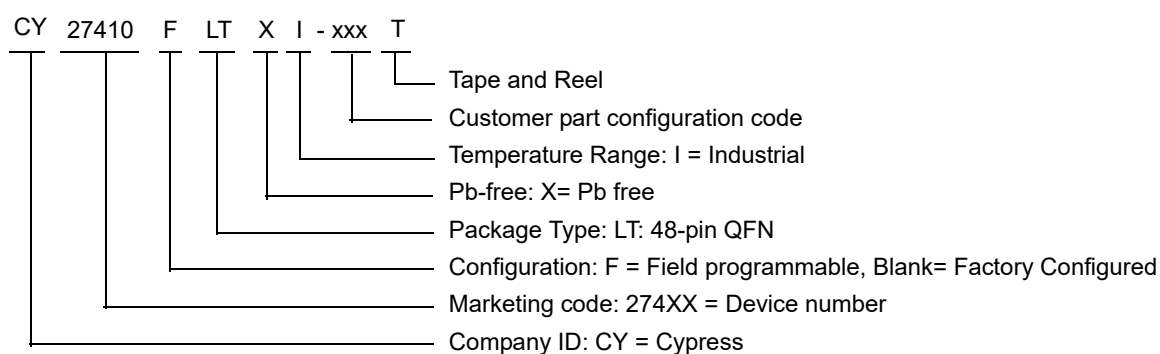 CY 27410 F LT X I - xxx T
Tape and Reel
Customer part configuration code
Temperature Range: I = Industrial
Pb-free: X= Pb free
Package Type: LT: 48-pin QFN
Configuration: F = Field programmable, Blank= Factory Configured
Marketing code: 274XX = Device number
Company ID: CY = Cypress